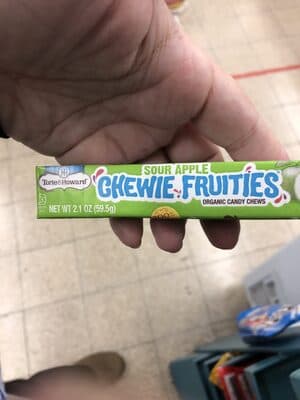 Torie & Howard
SOUR APPLE
CHEWIE FRUITIES
ORGANIC CANDY CHEWS
NET WT 2.1 OZ (59.5g)